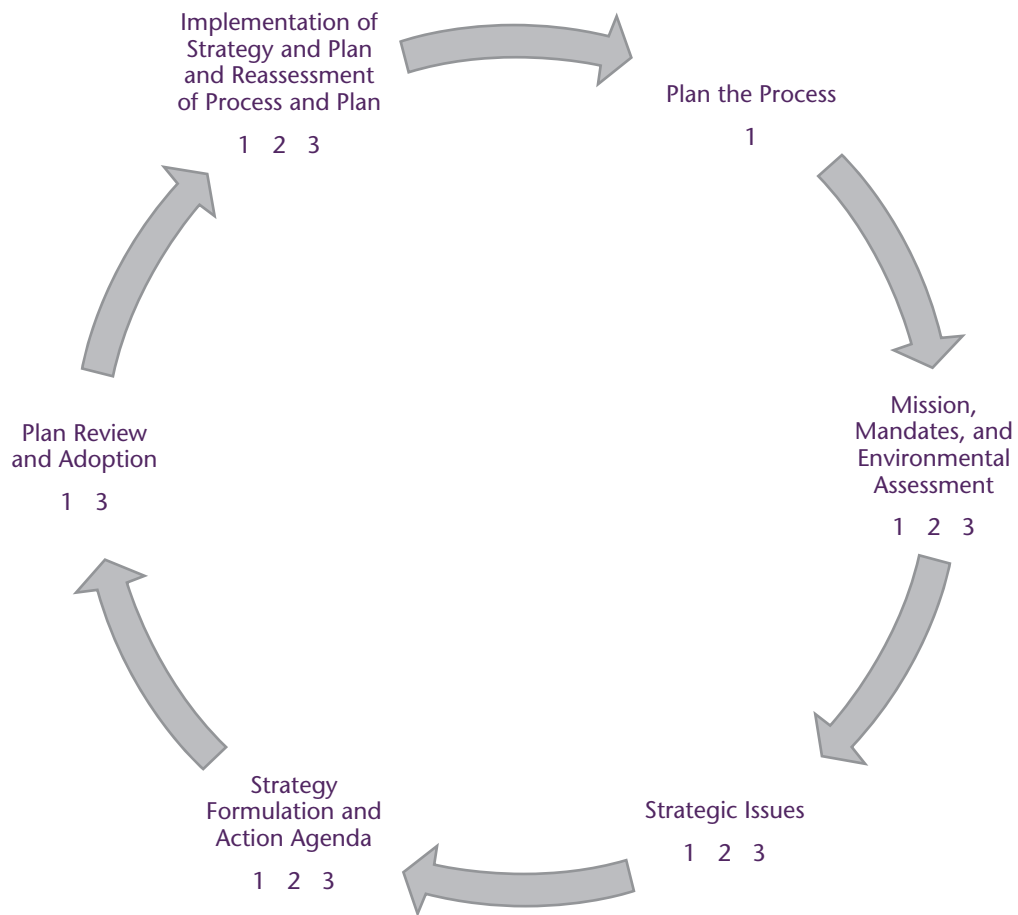 Implementation of
Strategy and Plan
and Reassessment
of Process and Plan
1 2 3
Plan the Process
1
Mission,
Mandates, and
Environmental
Assessment
1 2 3
Strategic Issues
1 2 3
Strategy
Formulation and
Action Agenda
1 2 3
Plan Review
and Adoption
1 3